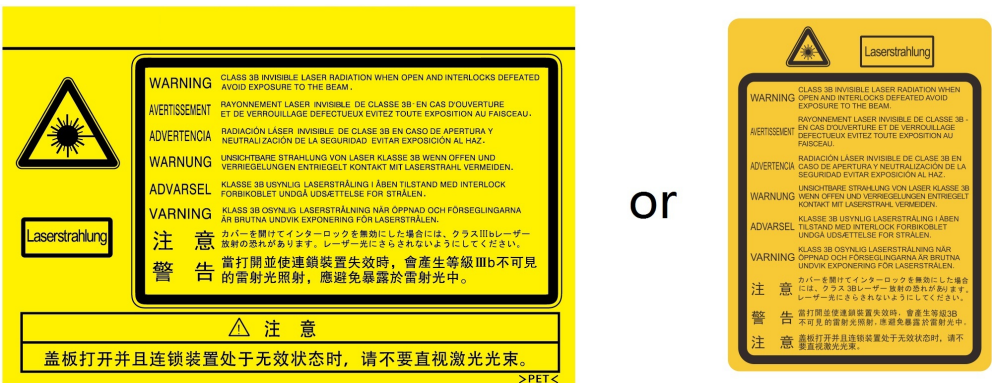 Laserstrahlung
WARNING CLASS 3B INVISIBLE LASER RADIATION WHEN OPEN AND INTERLOCKS DEFEATED
AVOID EXPOSURE TO THE BEAM.
AVERTISSEMENT RAYONNEMENT LASER INVISIBLE DE CLASSE 3B- EN CAS D'OUVERTURE
ET DE VERROUILLAGE DEFECTUEUX EVITEZ TOUTE EXPOSITION AU FAISCEAU.
ADVERTENCIA RADIACIÓN LÁSER INVISIBLE DE CLASE 3B EN CASO DE APERTURA Y
NEUTRALIZACIÓN DE LA SEGURIDAD EVITAR EXPOSICIÓN AL HAZ.
WARNUNG UNSICHTBARE STRAHLUNG VON LASER KLASSE 3B WENN OFFEN UND
VERRIEGELUNGEN ENTRIEGELT KONTAKT MIT LASERSTRAHL VERMEIDEN.
ADVARSEL KLASSE 3B USYNLIG LASERSTRÅLING I ÅBEN TILSTAND MED INTERLOCK
FORBIKOBLET UNDGÅ UDSÆTTELSE FOR STRÅLEN.
VARNING KLASS 3B OSYNLIG LASERSTRÅLNING NÄR ÖPPNAD OCH FÖRSEGLINGARNA
ÄR BRUTNA UNDVIK EXPONERING FÖR LASERSTRÅLEN.
注 意 カバーを開けてインターロックを無効にした場合には、クラスⅢbレーザー
放射の恐れがあります。レーザー光にさらされないようにしてください。
警 告 當打開並使連鎖裝置失效時，會產生等級Ⅲb不可見
的雷射光照射，應避免暴露於雷射光中。
注 意
盖板打开并且连锁装置处于无效状态时，请不要直视激光光束。
>PET<
or
Laserstrahlung
WARNING CLASS 3B INVISIBLE LASER RADIATION WHEN
OPEN AND INTERLOCKS DEFEATED AVOID
EXPOSURE TO THE BEAM.
AVERTISSEMENT RAYONNEMENT LASER INVISIBLE DE CLASSE 3B -
EN CAS D'OUVERTURE ET DE VERROUILLAGE
DEFECTUEUX EVITEZ TOUTE EXPOSITION AU
FAISCEAU.
ADVERTENCIA RADIACIÓN LÁSER INVISIBLE DE CLASE 3B EN
CASO DE APERTURA Y NEUTRALIZACIÓN DE LA
SEGURIDAD EVITAR EXPOSICIÓN AL HAZ.
WARNUNG UNSICHTBARE STRAHLUNG VON LASER KLASSE 3B
WENN OFFEN UND VERRIEGELUNGEN ENTRIEGELT
KONTAKT MIT LASERSTRAHL VERMEIDEN.
ADVARSEL KLASSE 3B USYNLIG LASERSTRÅLING I ÅBEN
TILSTAND MED INTERLOCK FORBIKOBLET
UNDGÅ UDSÆTTELSE FOR STRÅLEN.
VARNING KLASS 3B OSYNLIG LASERSTRÅLNING NÄR
ÖPPNAD OCH FÖRSEGLINGARNA ÄR BRUTNA
UNDVIK EXPONERING FÖR LASERSTRÅLEN.
注 意 カバーを開けてインターロックを無効にした場合
には、クラス 3Bレーザー 放射の恐れがあります。
レーザー光にさらされないようにしてください。
警 告 當打開並使連鎖裝置失效時，會產生等級3B
不可見的雷射光照射，應避免暴露於雷射光中。
注 意 盖板打开并且连锁装置处于无效状态时，请不
要直视激光光束。